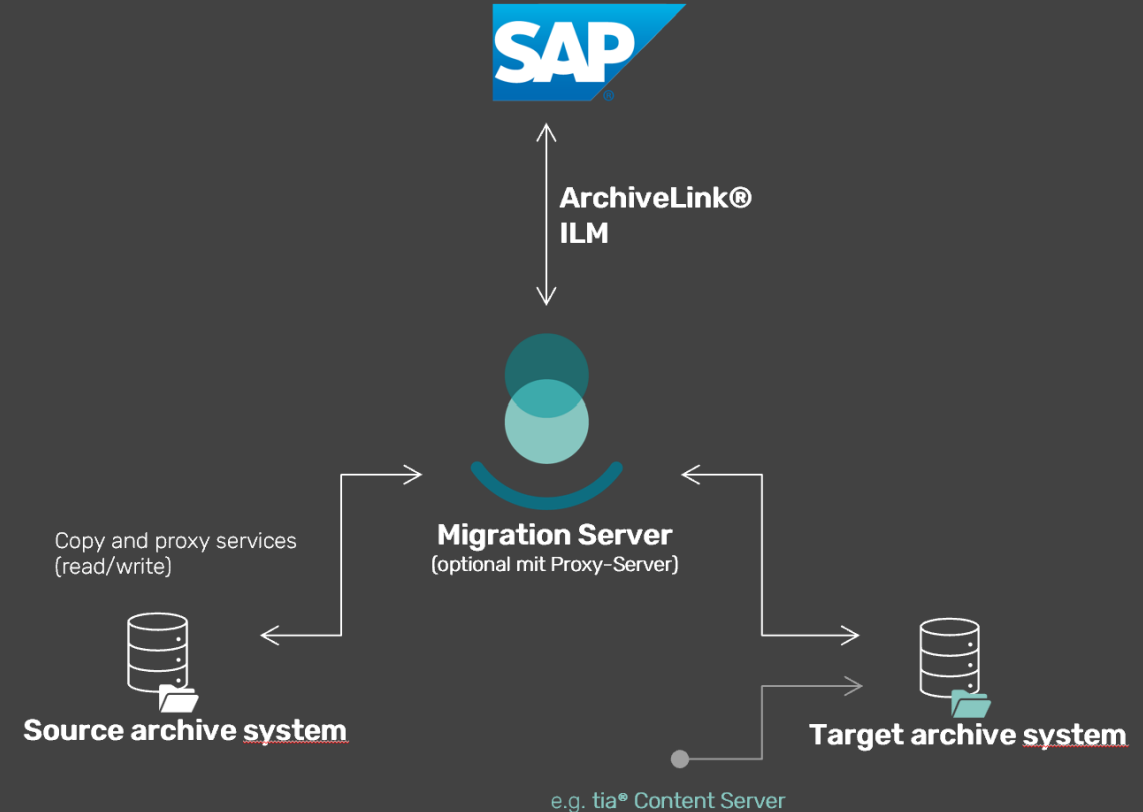 SAP®
ArchiveLink®
ILM
Migration Server
(optional mit Proxy-Server)
Copy and proxy services
(read/write)
Source archive system
Target archive system
e.g. tia® Content Server